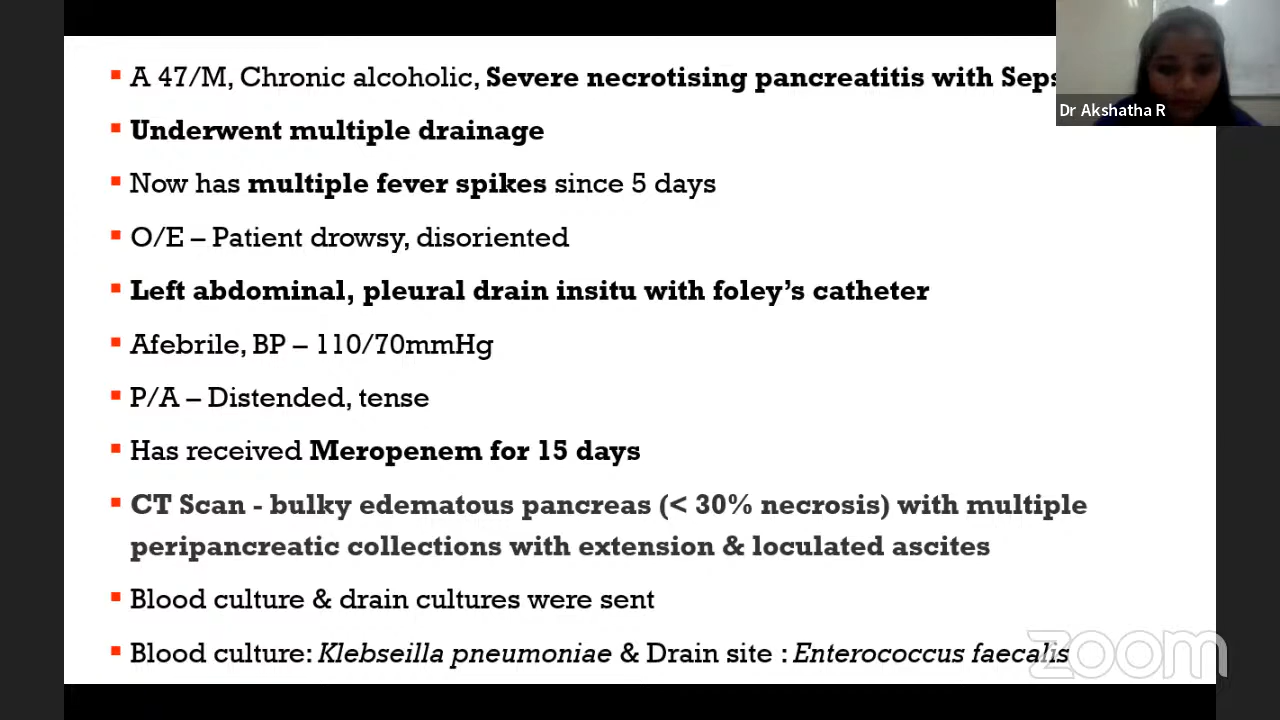 A 47/M, Chronic alcoholic, Severe necrotising pancreatitis with
Dr Akshatha R
Underwent multiple drainage
Now has multiple fever spikes since 5 days
O/E – Patient drowsy, disoriented
Left abdominal, pleural drain insitu with foley’s catheter
Afebrile, BP – 110/70mmHg
P/A – Distended, tense
Has received Meropenem for 15 days
CT Scan - bulky edematous pancreas (< 30% necrosis) with multiple
peripancreatic collections with extension & loculated ascites
Blood culture & drain cultures were sent
Blood culture: Klebseilla pneumoniae & Drain site : Enterococcus faecalis
zoom